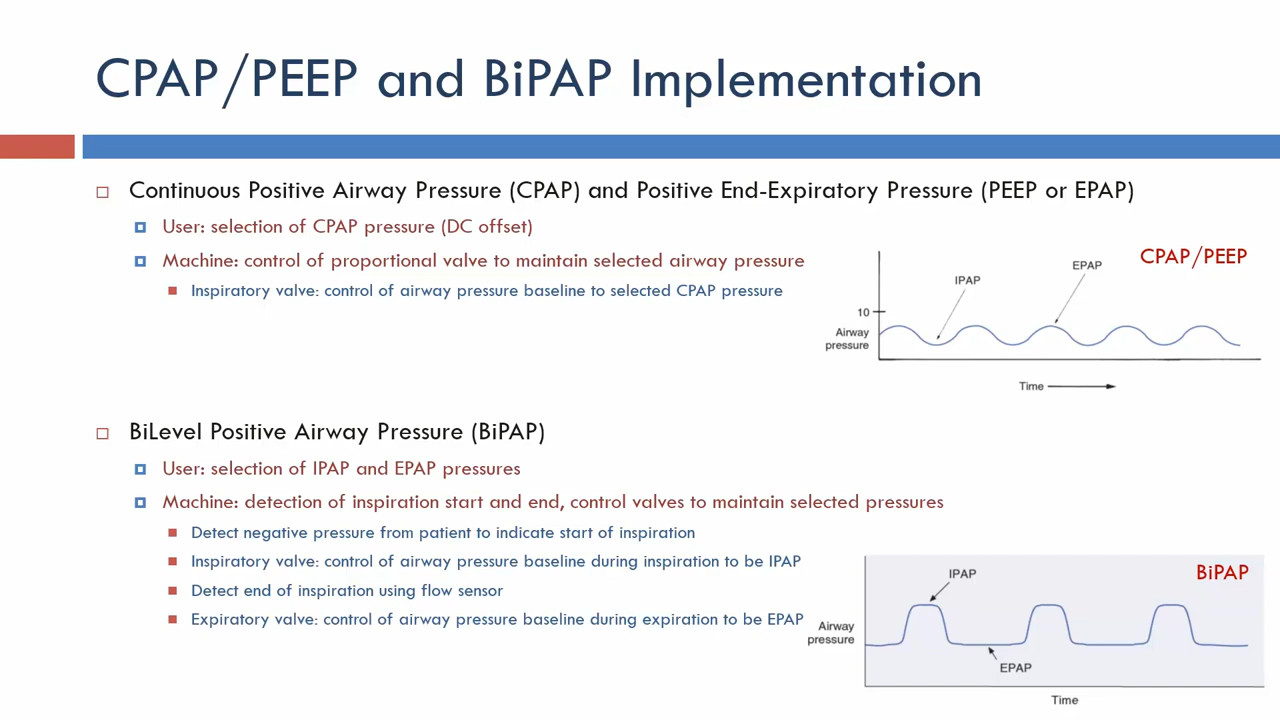 CPAP/PEEP and BiPAP Implementation
Continuous Positive Airway Pressure (CPAP) and Positive End-Expiratory Pressure (PEEP or EPAP)
User: selection of CPAP pressure (DC offset)
Machine: control of proportional valve to maintain selected airway pressure
Inspiratory valve: control of airway pressure baseline to selected CPAP pressure
CPAP/PEEP
EPAP
IPAP
10
Airway
pressure
Time
BiLevel Positive Airway Pressure (BiPAP)
User: selection of IPAP and EPAP pressures
Machine: detection of inspiration start and end, control valves to maintain selected pressures
Detect negative pressure from patient to indicate start of inspiration
Inspiratory valve: control of airway pressure baseline during inspiration to be IPAP
Detect end of inspiration using flow sensor
Expiratory valve: control of airway pressure baseline during expiration to be EPAP
BiPAP
IPAP
Airway
pressure
EPAP
Time